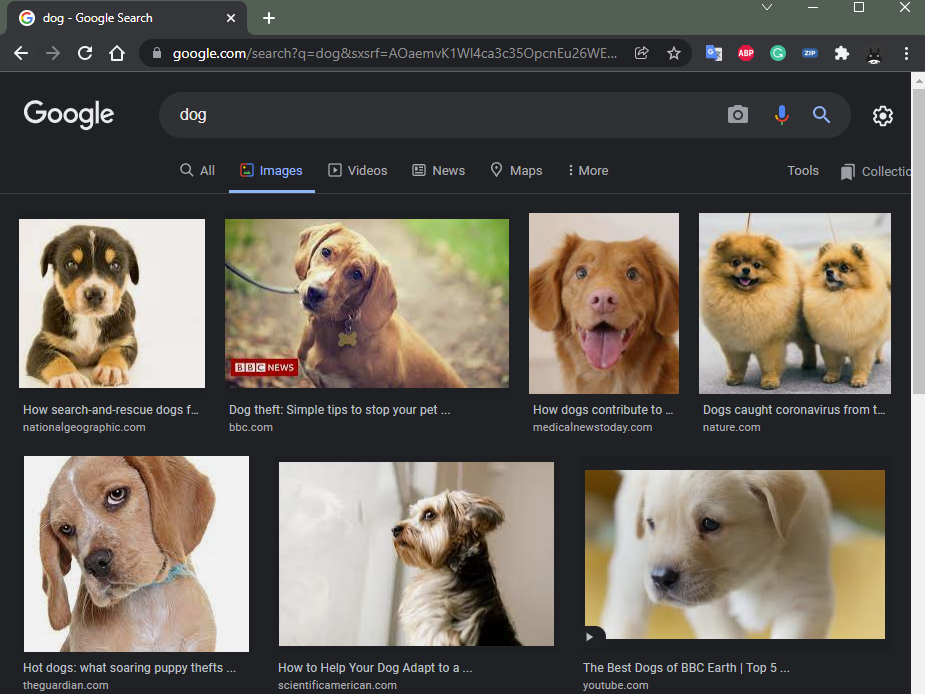 dog - Google Search
google.com/search?q=dog&sxsrf=AOaemvK1Wl4ca3c35OpcnEu26WE...
ABP
G
ZIP
Google
dog
All
Images
Videos
News
Maps
More
Tools
Collectio
BBC NEWS
How search-and-rescue dogs f...
nationalgeographic.com
Dog theft: Simple tips to stop your pet ...
bbc.com
How dogs contribute to ...
medicalnewstoday.com
Dogs caught coronavirus from t...
nature.com
Hot dogs: what soaring puppy thefts ...
theguardian.com
How to Help Your Dog Adapt to a ...
scientificamerican.com
The Best Dogs of BBC Earth | Top 5 ...
youtube.com